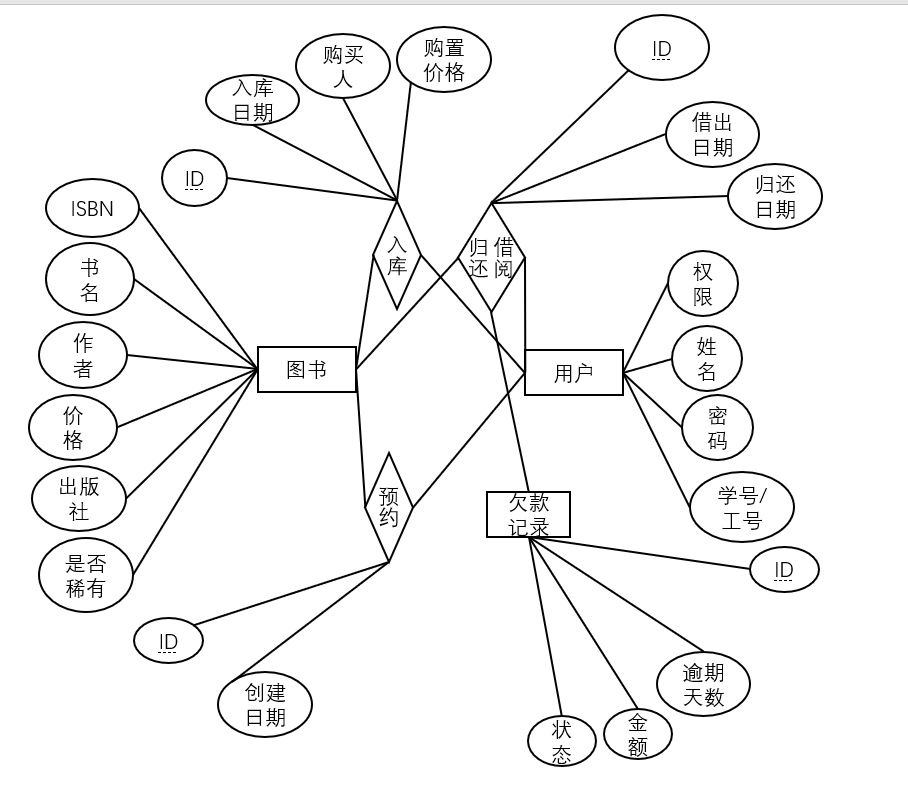 ID
购买
人
购置
价格
入库
日期
借出
日期
ID
归还
日期
ISBN
入
库
归 借
还 阅
书
名
权
限
作
者
图书
用户
姓
名
价
格
密
码
出版
社
预
约
欠款
记录
学号/
工号
是否
稀有
ID
ID
创建
日期
逾期
天数
状
态
金
额